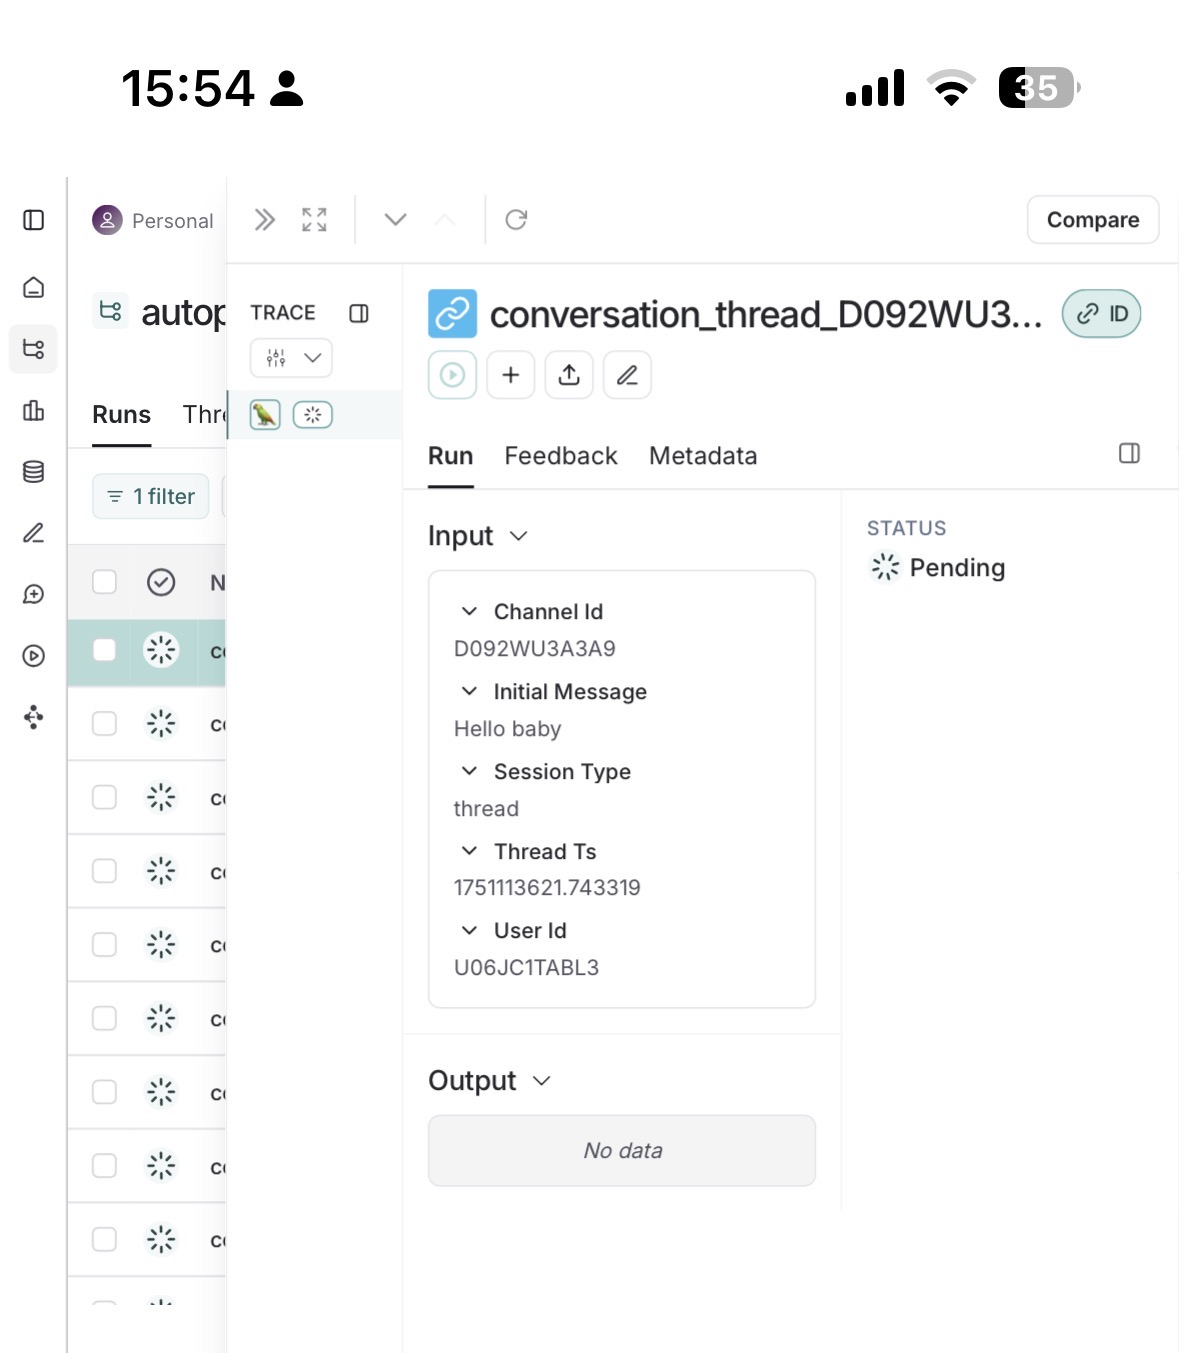 15:54
35
Personal
Compare
autop
TRACE
conversation_thread_D092WU3...
ID
Runs
Thre
Run
Feedback
Metadata
1 filter
Input
STATUS
Pending
N
Channel Id
D092WU3A3A9
Initial Message
Hello baby
Session Type
thread
Thread Ts
1751113621.743319
User Id
U06JC1TABL3
Output
No data